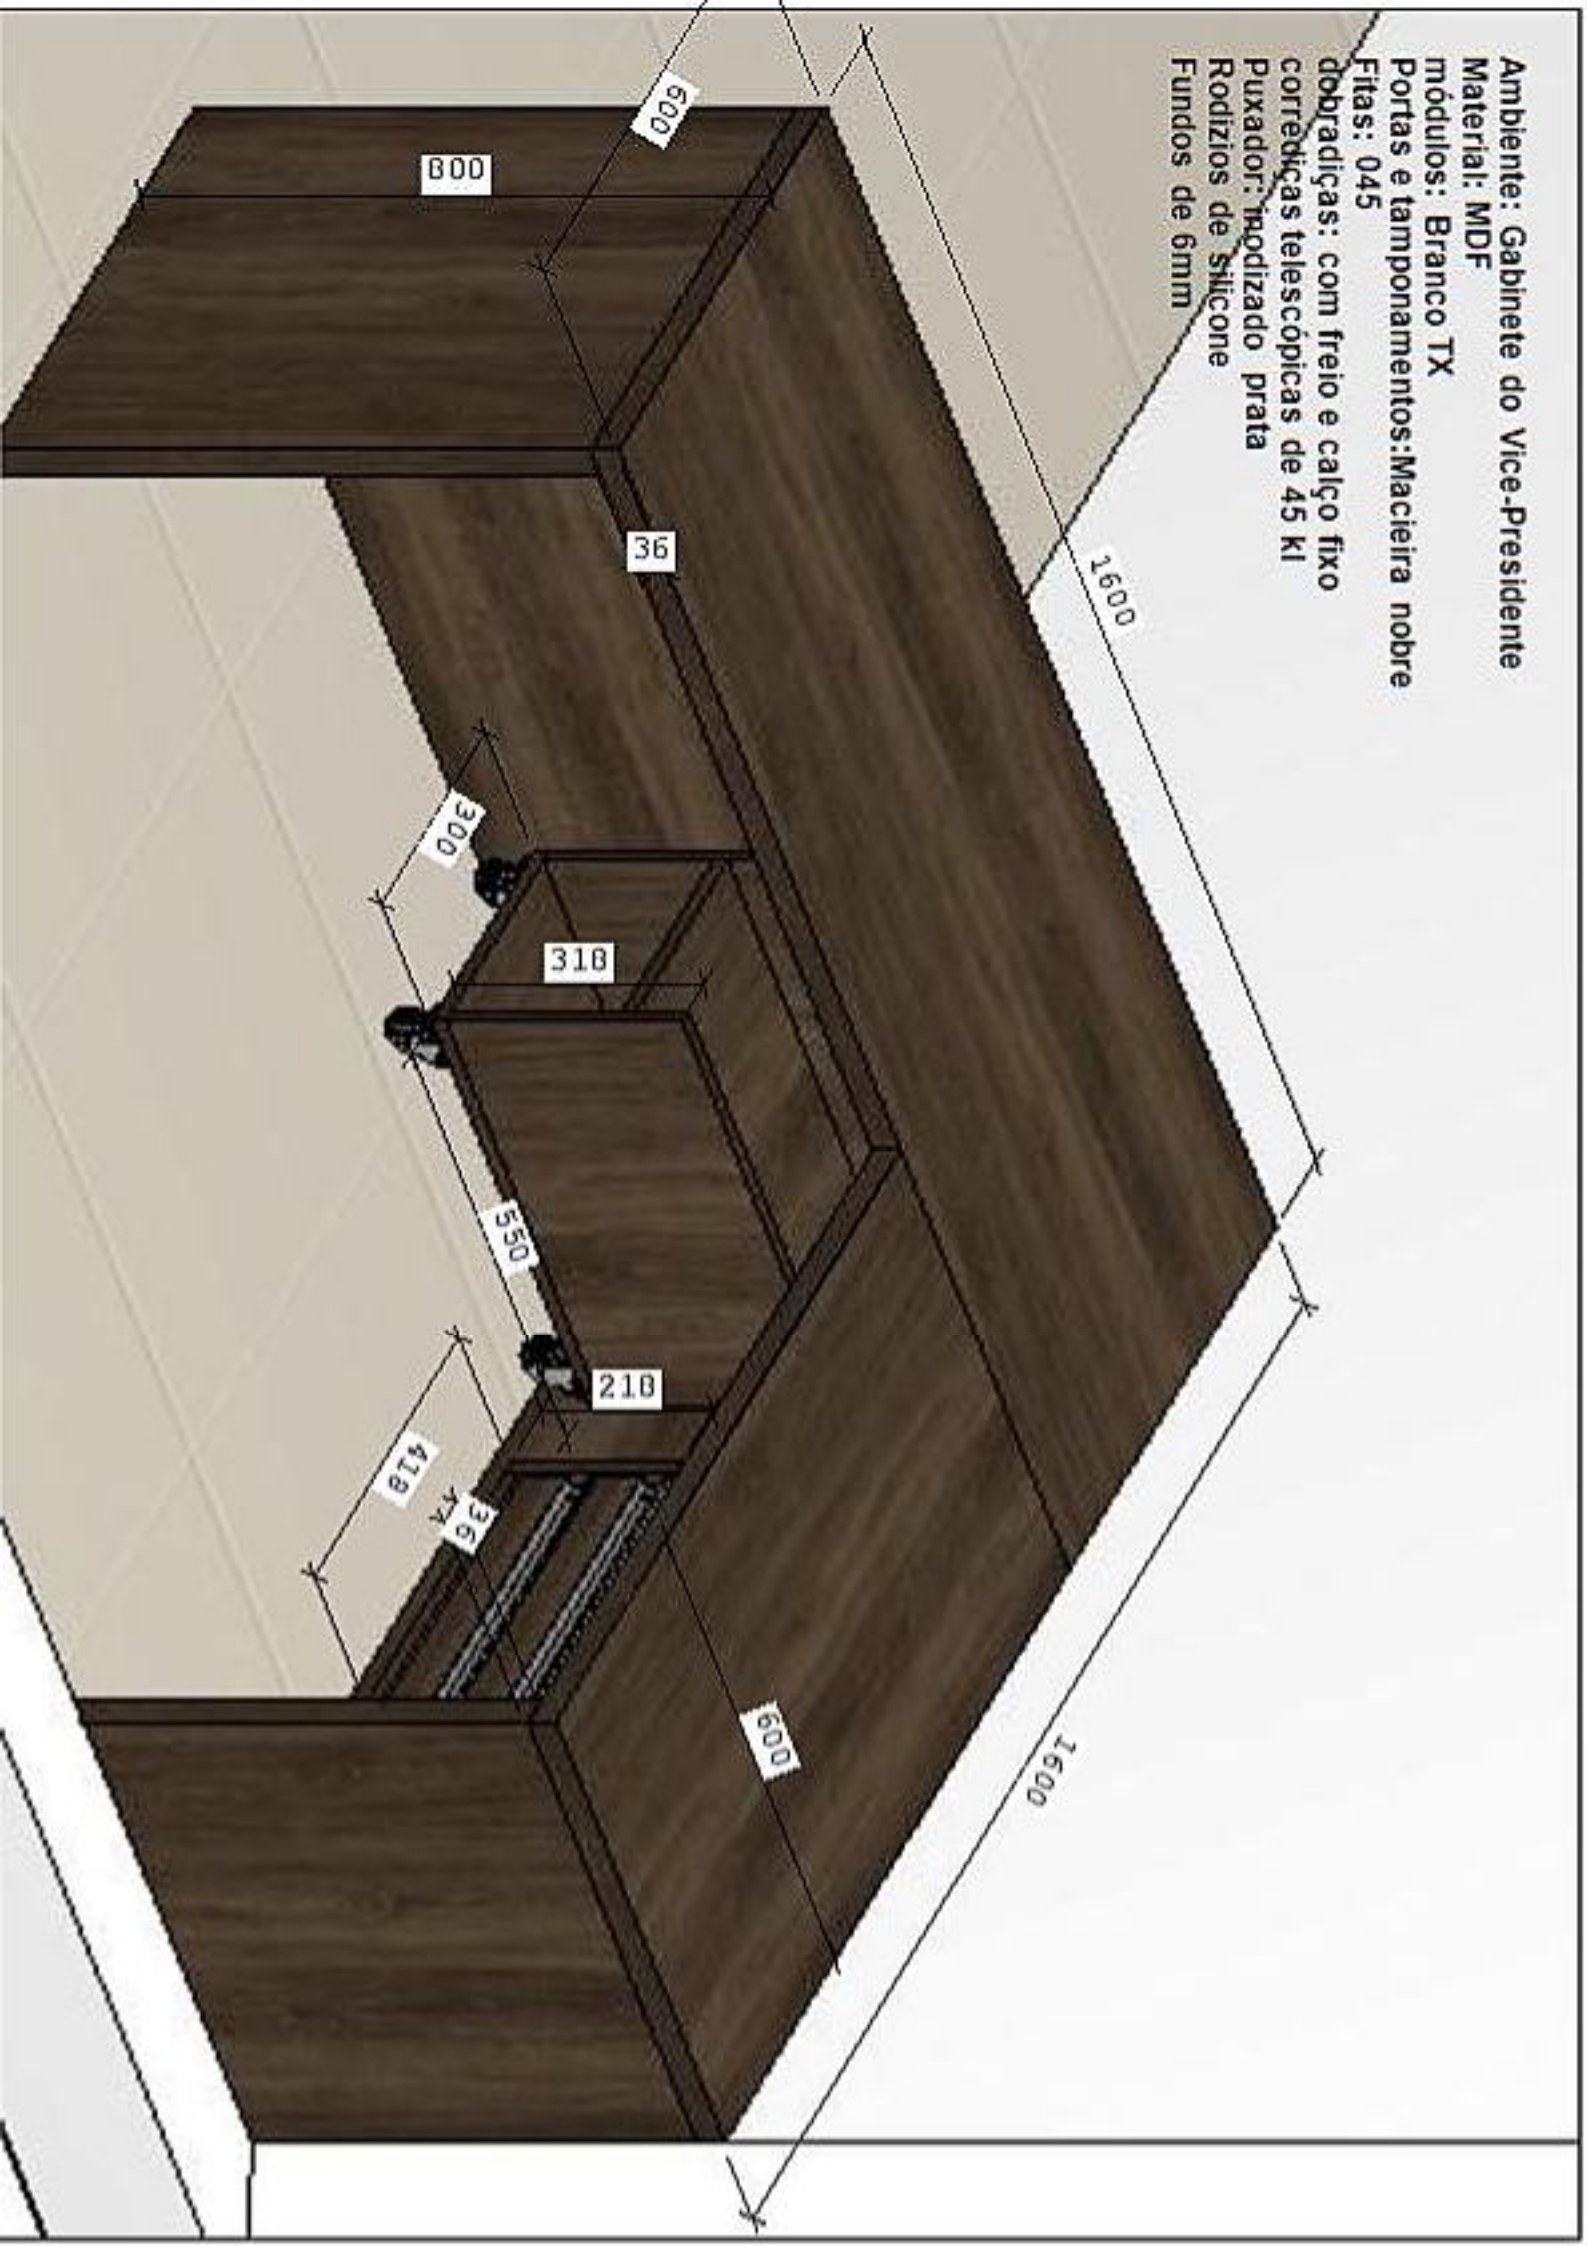 Ambiente: Gabinete do Vice-Presidente
Material: MDF
módulos: Branco TX
Portas e tamponamentos:Macieira nobre
Fitas: 045
dobradiças: com freio e calço fixo
corrediças telescópicas de 45 kl
Puxador: inodizado prata
Rodizios de silicone
Fundos de 6mm
1600
600
800
36
300
318
550
218
418
36
600
1600